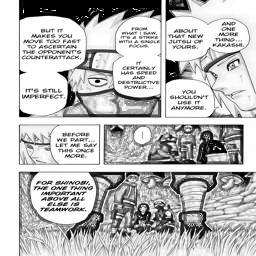 AND
ONE
MORE
THING...
KAKASHI.
ABOUT
THAT NEW
JUTSU OF
YOURS.
YOU
SHOULDN'T
USE IT
ANYMORE.
FROM
WHAT I SAW,
IT'S A STRIKE
WITH A SINGLE
FOCUS.
IT
CERTAINLY
HAS SPEED
AND
DESTRUCTIVE
POWER...
BUT IT
MAKES YOU
MOVE TOO FAST
TO ASCERTAIN
THE OPPONENT'S
COUNTERATTACK.
IT'S STILL
IMPERFECT.
BEFORE
WE PART...
LET ME SAY
THIS ONCE
MORE.
FOR SHINOBI,
THE ONE THING
IMPORTANT
ABOVE ALL
ELSE IS
TEAMWORK.